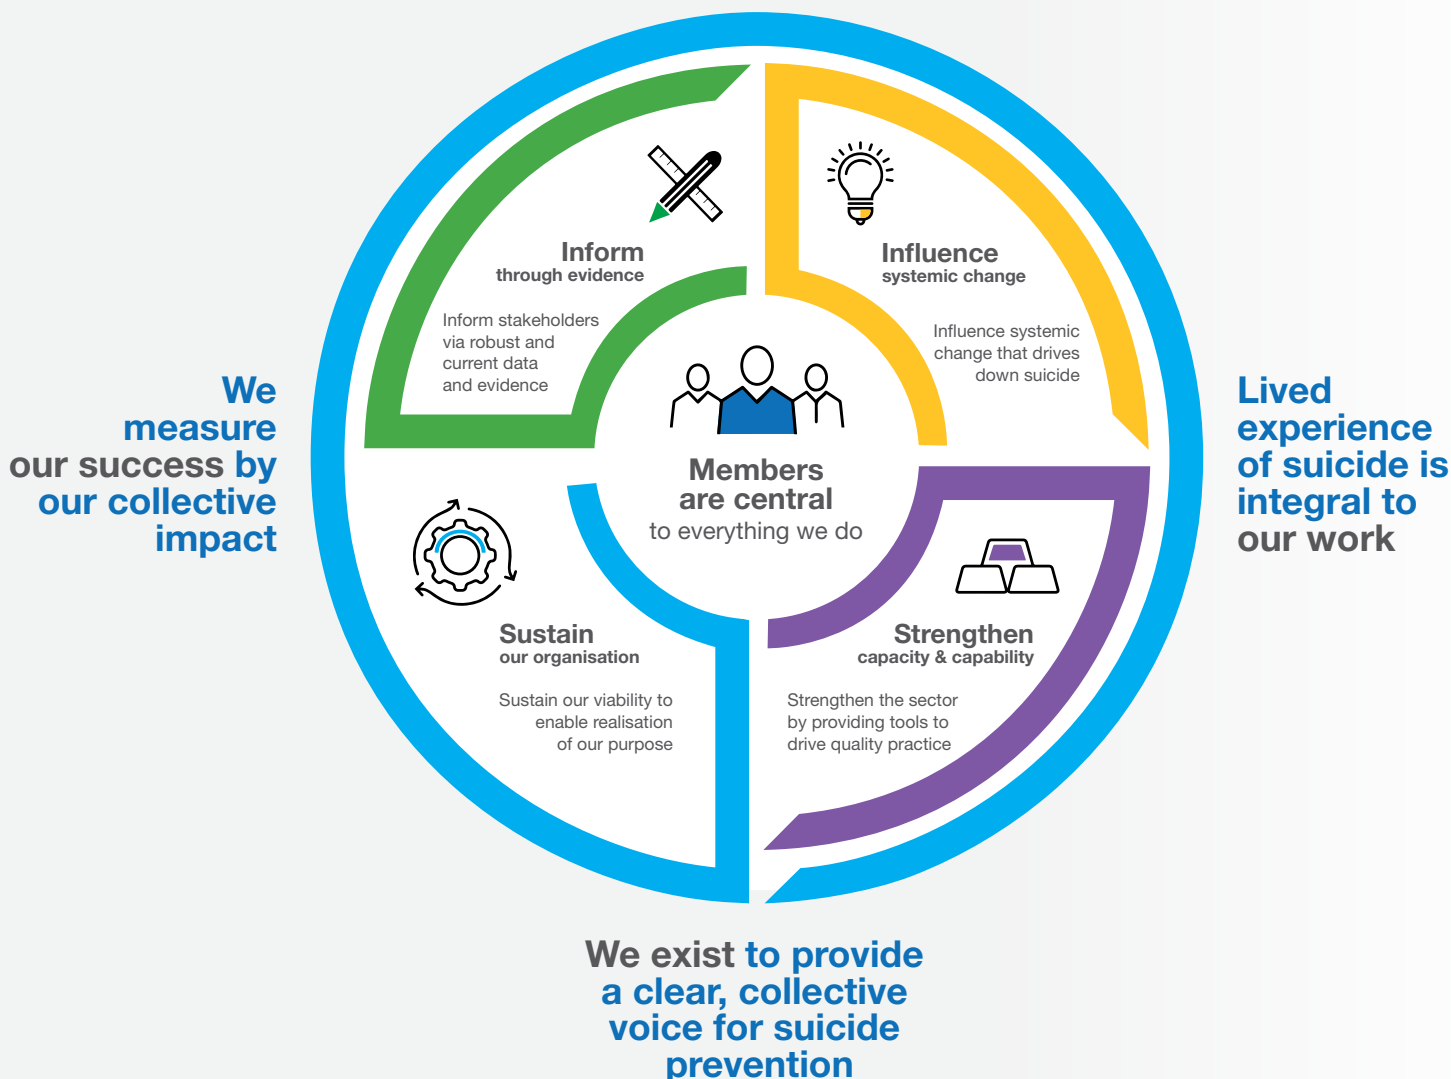 Inform
through evidence
Inform stakeholders
via robust and
current data
and evidence
Influence
systemic change
Influence systemic
change that drives
down suicide
We
measure
our success by
our collective
impact
Members
are central
to everything we do
Lived
experience
of suicide is
integral to
our work
Sustain
our organisation
Sustain our viability to
enable realisation
of our purpose
Strengthen
capacity & capability
Strengthen the sector
by providing tools to
drive quality practice
We exist to provide
a clear, collective
voice for suicide
prevention